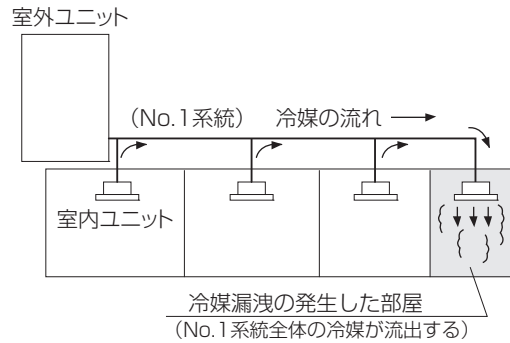 室外ユニット
（No.1系統）　冷媒の流れ
室内ユニット
冷媒漏洩の発生した部屋
（No.1系統全体の冷媒が流出する）